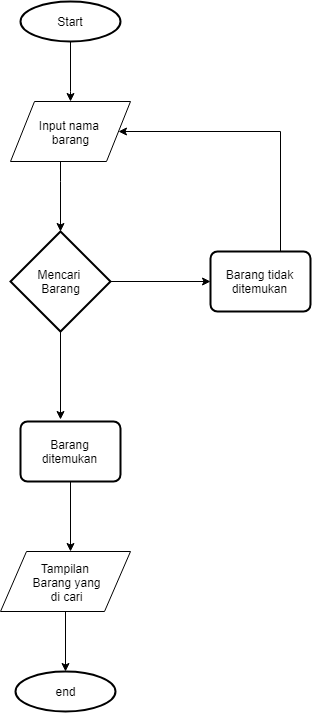 Start
Input nama
barang
Mencari
Barang
Barang tidak
ditemukan
Barang
ditemukan
Tampilan
Barang yang
di cari
end